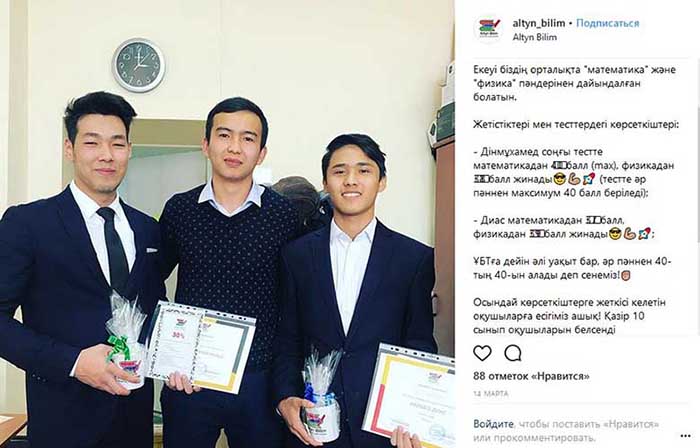 altyn_bilim • Подписаться
Altyn Bilim
Екеуі біздің орталықта "математика" және
"физика" пәндерінен дайындалған
болатын.
Жетістіктері мен тесттердегі көрсеткіштері:
- Дінмұхамед соңғы тестте
математикадан балл (max), физикадан
балл жинады😎💪🏼🚀 (тестте әр
пәннен максимум 40 балл беріледі);
- Диас математикадан балл,
физикадан балл жинады😎💪🏼🚀;
ҰБТға дейін әлі уақыт бар, әр пәннен 40-
тың 40-ын алады деп сенеміз!✊🏼
Осындай көрсеткіштерге жеткісі келетін
оқушыларға есігіміз ашық! Қазір 10
сынып оқушыларын белсенді
88 отметок «Нравится»
14 МАРТА
Войдите, чтобы поставить «Нравится»
или прокомментировать.
30%